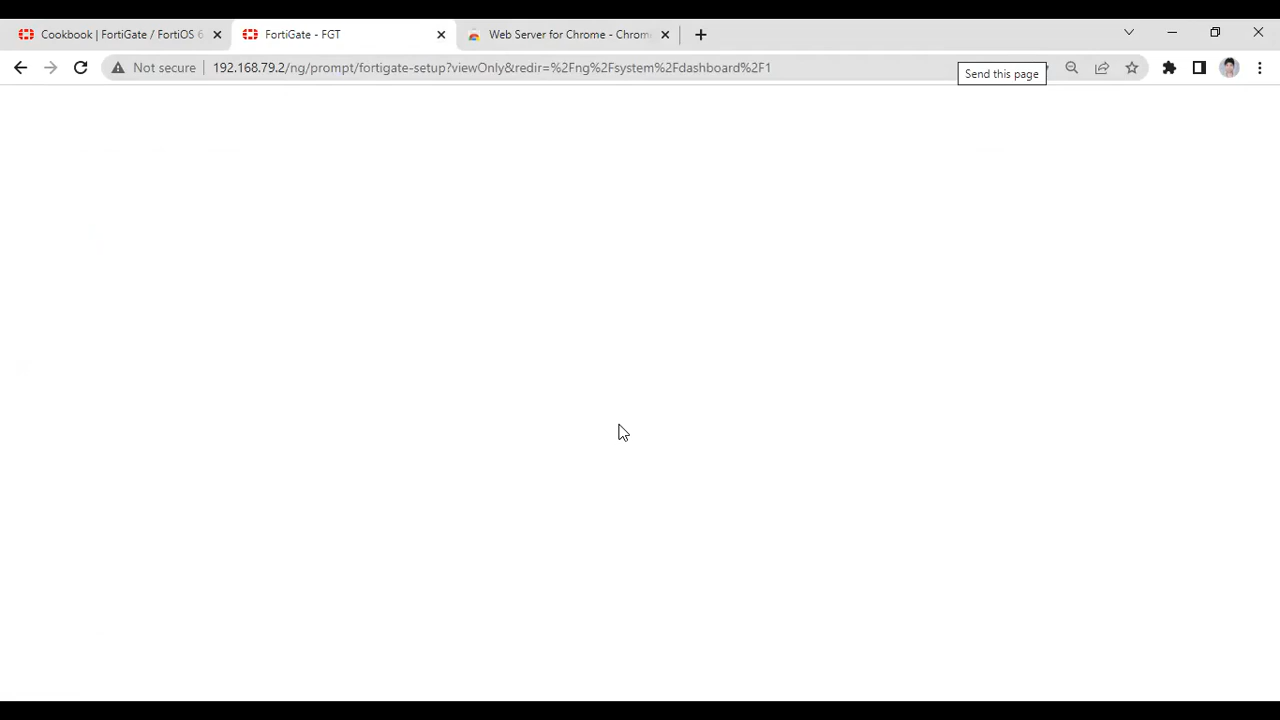 Cookbook | FortiGate / FortiOS 6
FortiGate - FGT
Web Server for Chrome - Chrom
Not secure
192.168.79.2/ng/prompt/fortigate-setup?viewOnly&redir=%2Fng%2Fsystem%2Fdashboard%2F1
Send this page